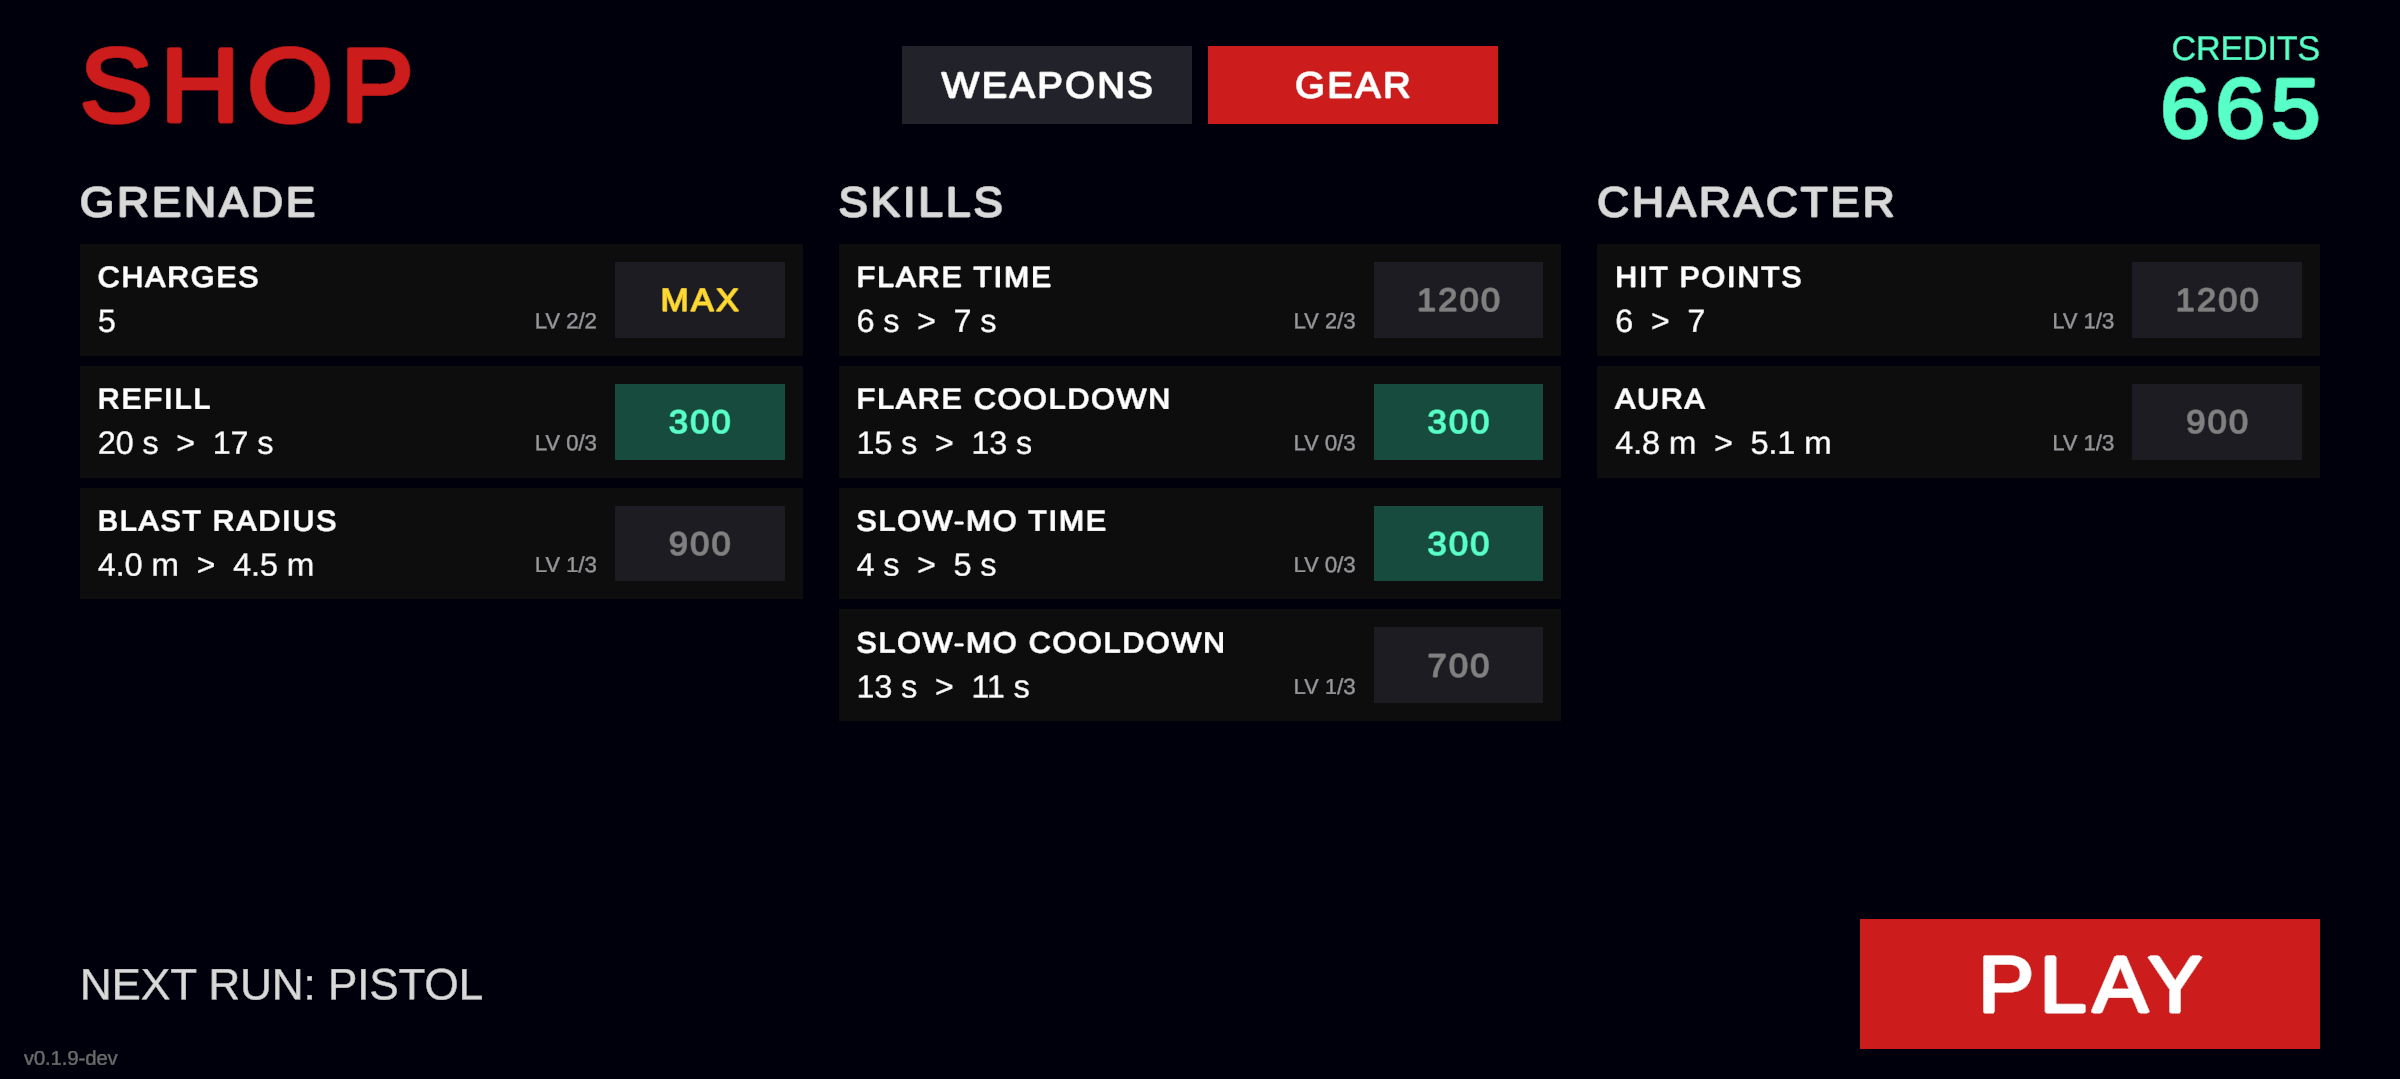 SHOP
WEAPONS
GEAR
CREDITS
665
GRENADE
CHARGES
5
LV 2/2
MAX
REFILL
20 s > 17 s
LV 0/3
300
BLAST RADIUS
4.0 m > 4.5 m
LV 1/3
900
SKILLS
FLARE TIME
6 s > 7 s
LV 2/3
1200
FLARE COOLDOWN
15 s > 13 s
LV 0/3
300
SLOW-MO TIME
4 s > 5 s
LV 0/3
300
SLOW-MO COOLDOWN
13 s > 11 s
LV 1/3
700
CHARACTER
HIT POINTS
6 > 7
LV 1/3
1200
AURA
4.8 m > 5.1 m
LV 1/3
900
NEXT RUN: PISTOL
PLAY
v0.1.9-dev